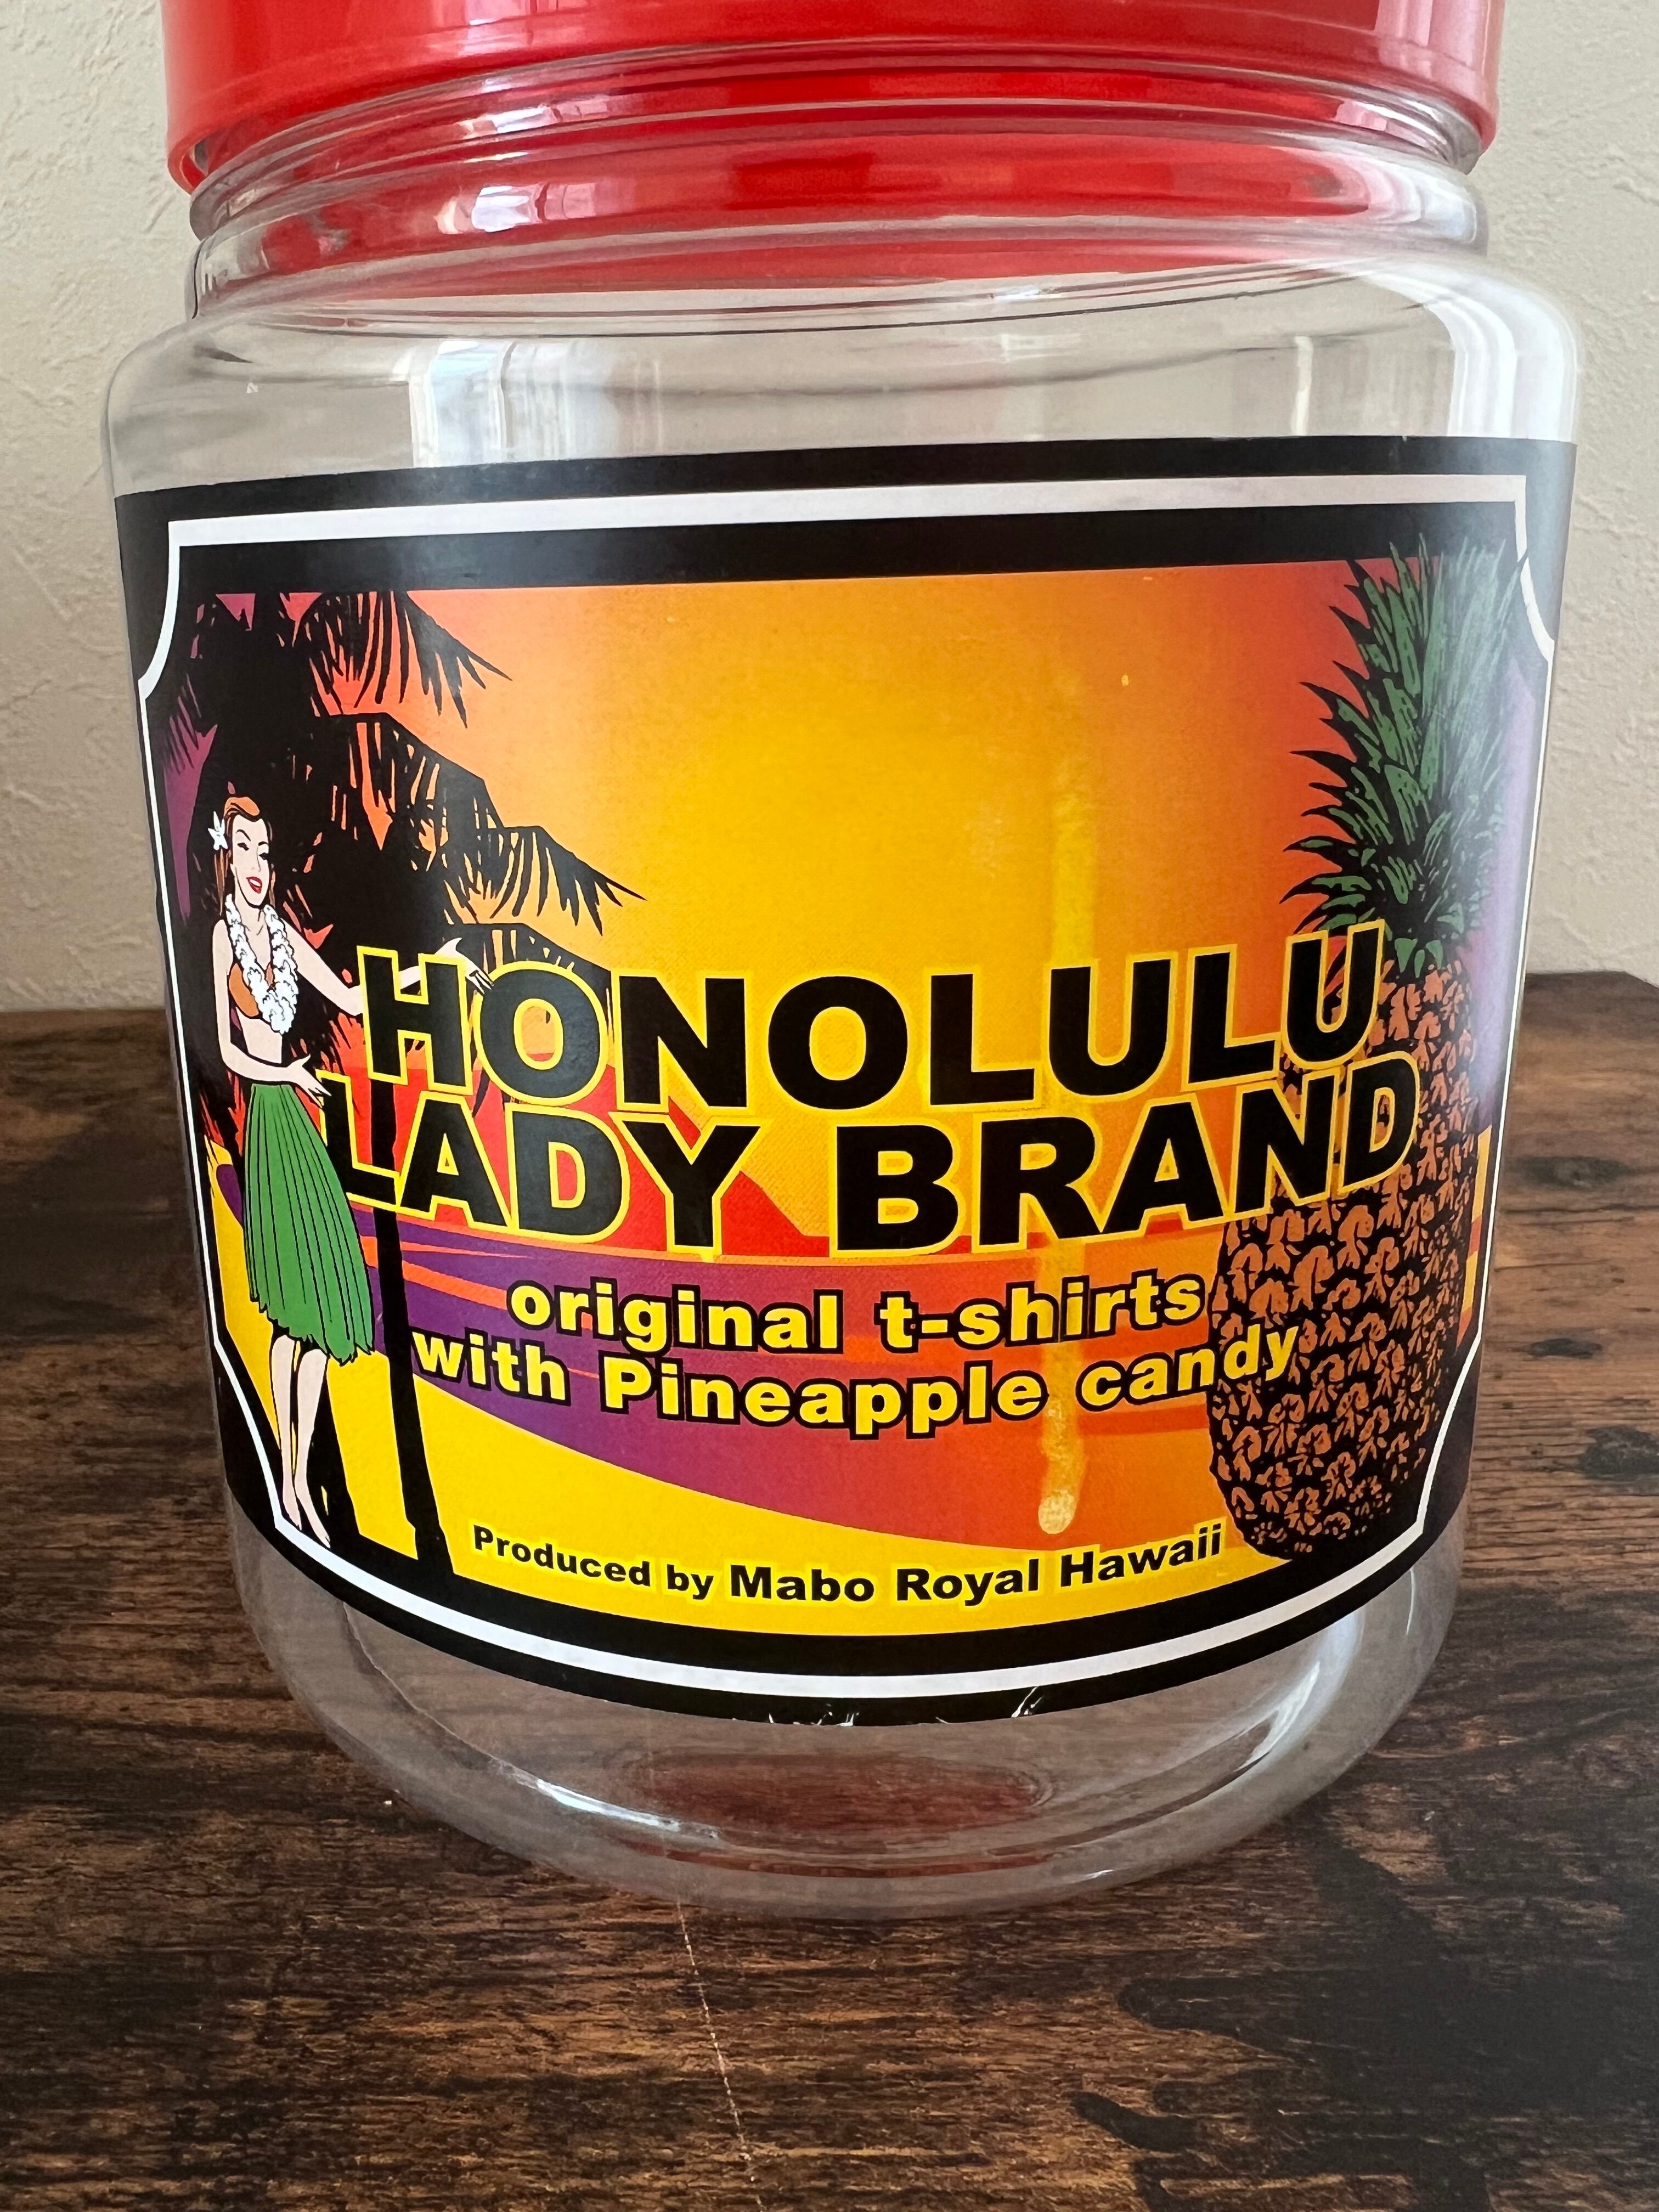 HONOLULU
LADY BRAND
original t-shirts
with Pineapple candy
Produced by Mabo Royal Hawaii